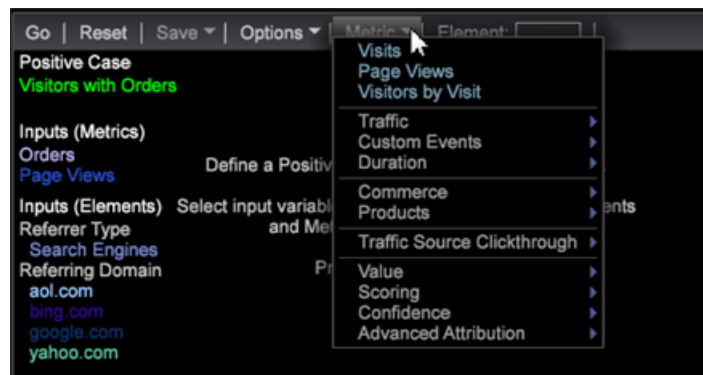 Go | Reset | Save | Options | Metric | Element:
Positive Case
Visitors with Orders
Inputs (Metrics)
Orders
Page Views
Inputs (Elements)
Referrer Type
Search Engines
Referring Domain
aol.com
bing.com
google.com
yahoo.com
Define a Positiv
Select input variabl
and Met
Pr
ents
Visits
Page Views
Visitors by Visit
Traffic
Custom Events
Duration
Commerce
Products
Traffic Source Clickthrough
Value
Scoring
Confidence
Advanced Attribution